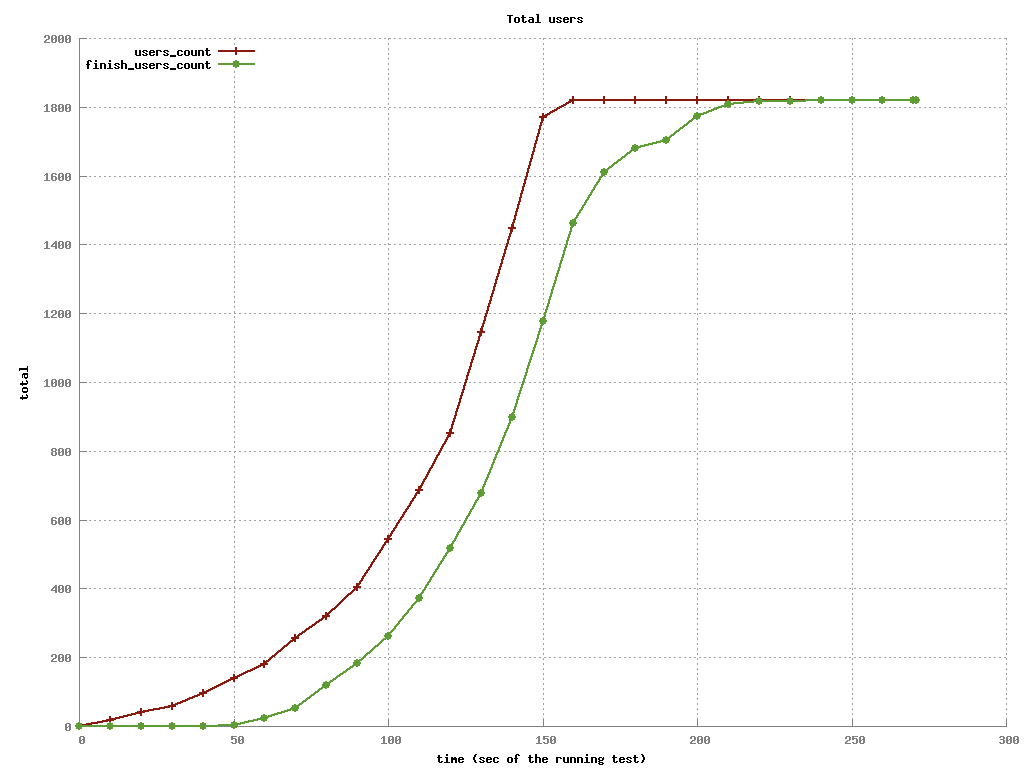 Total users
users_count
finish_users_count
2000
1800
1600
1400
1200
1000
800
600
400
200
0
total
0 50 100 150 200 250 300
time (sec of the running test)